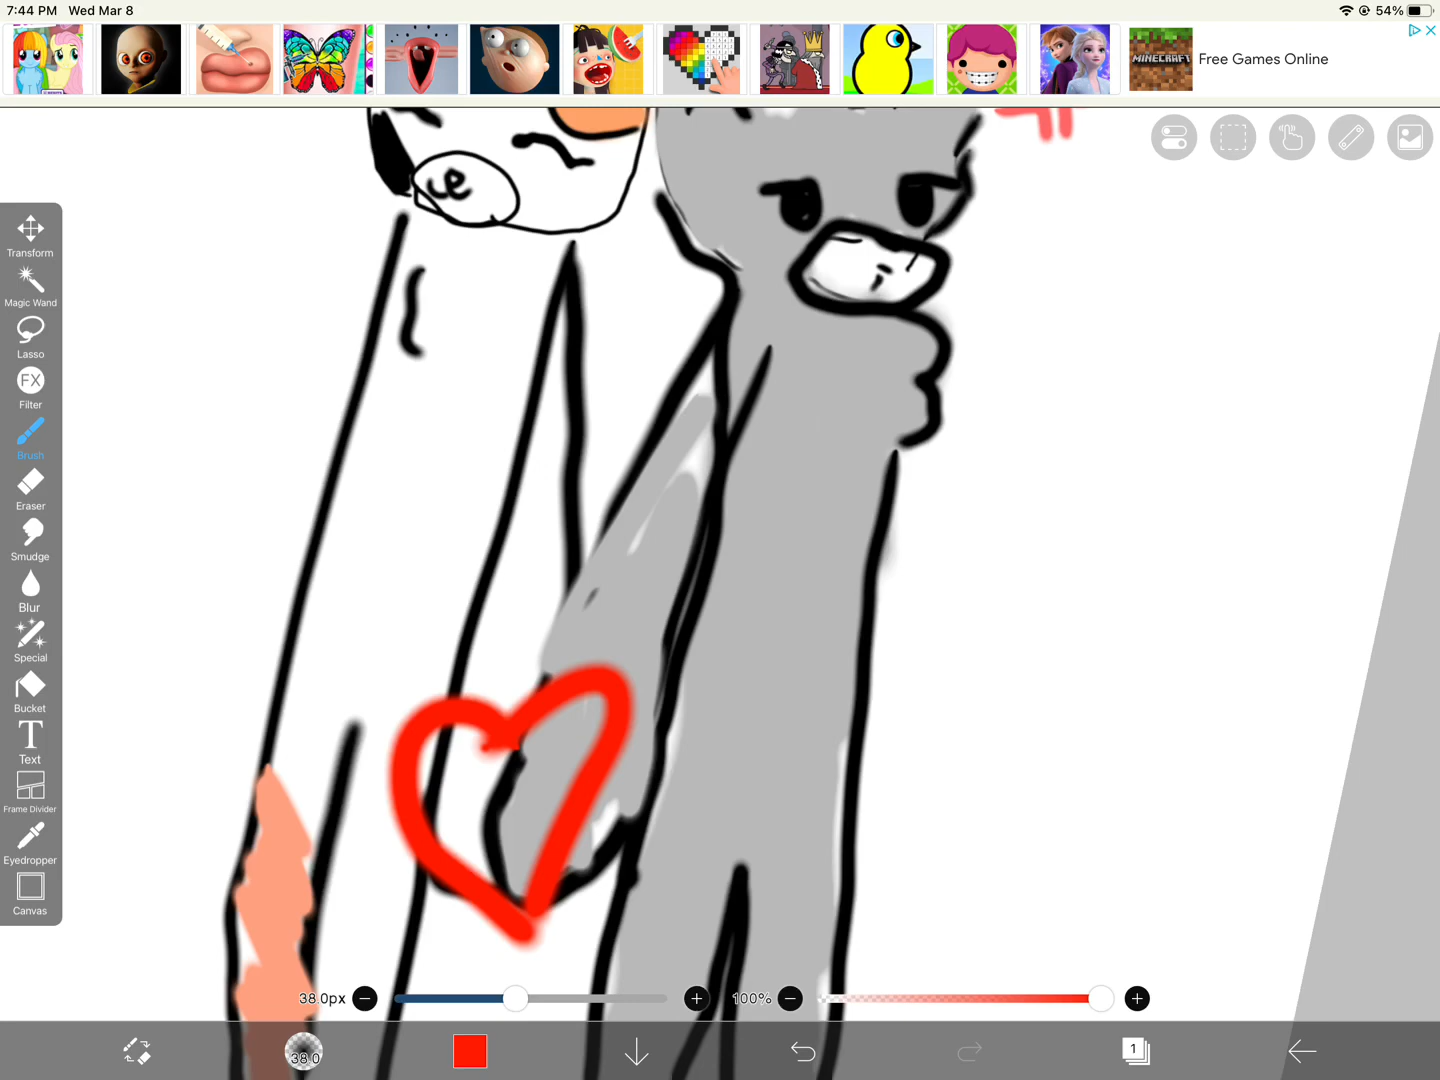 7:44 PM Wed Mar 8
54%
MINECRAFT
Free Games Online
Transform
Magic Wand
Lasso
FX
Filter
Brush
Eraser
Smudge
Blur
Special
Bucket
T
Text
Frame Divider
Eyedropper
Canvas
38.0px
100%
38.0
1